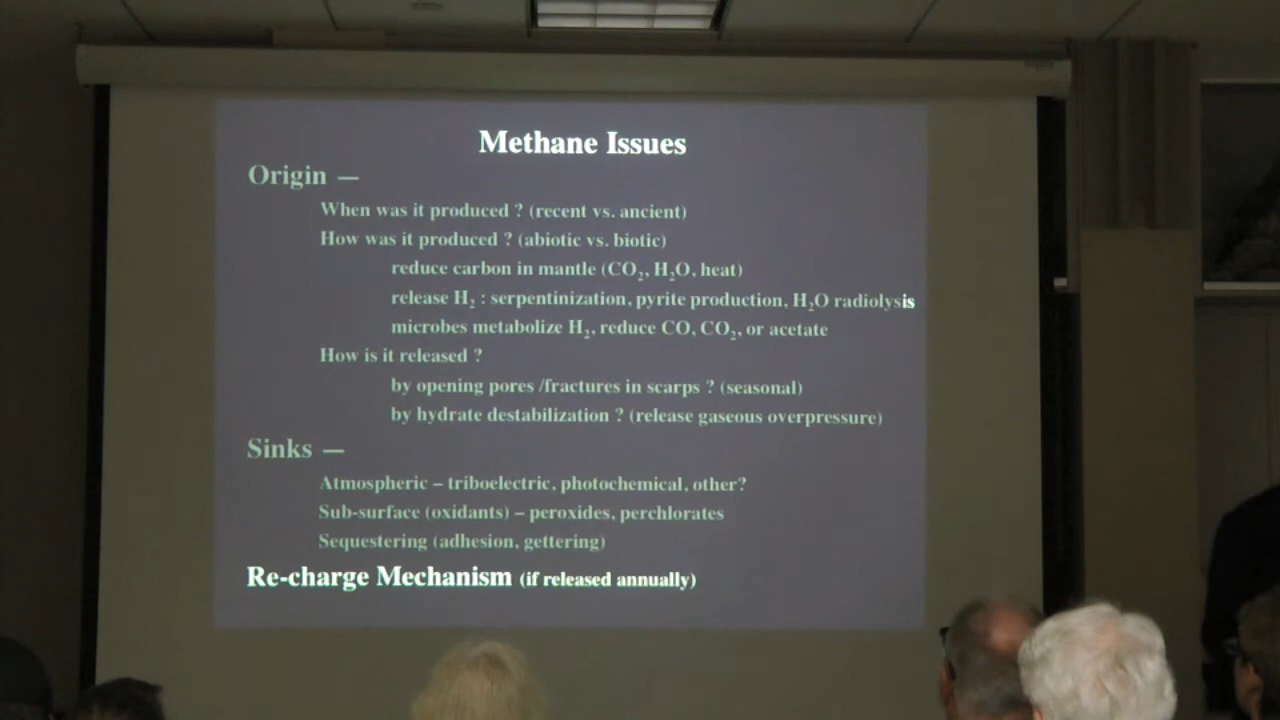 Methane Issues
Origin —
When was it produced ? (recent vs. ancient)
How was it produced ? (abiotic vs. biotic)
reduce carbon in mantle (CO₂, H₂O, heat)
release H₂ : serpentinization, pyrite production, H₂O radiolysis
microbes metabolize H₂, reduce CO, CO₂, or acetate
How is it released ?
by opening pores /fractures in scarps ? (seasonal)
by hydrate destabilization ? (release gaseous overpressure)
Sinks —
Atmospheric – triboelectric, photochemical, other?
Sub-surface (oxidants) – peroxides, perchlorates
Sequestering (adhesion, gettering)
Re-charge Mechanism (if released annually)